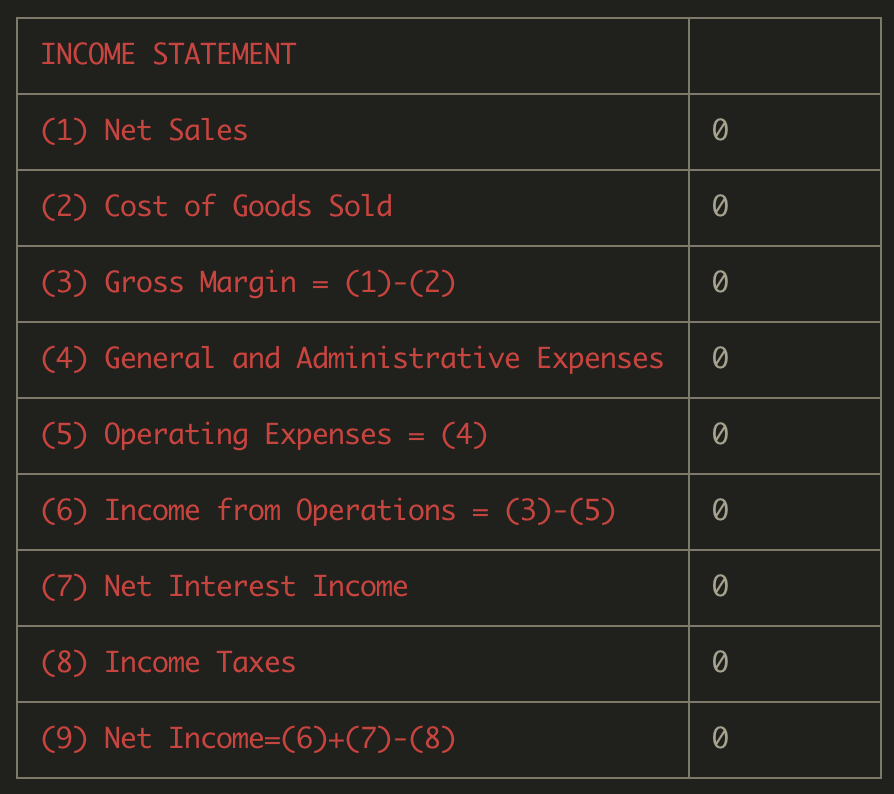 INCOME STATEMENT
(1) Net Sales 0
(2) Cost of Goods Sold 0
(3) Gross Margin = (1)-(2) 0
(4) General and Administrative Expenses 0
(5) Operating Expenses = (4) 0
(6) Income from Operations = (3)-(5) 0
(7) Net Interest Income 0
(8) Income Taxes 0
(9) Net Income=(6)+(7)-(8) 0